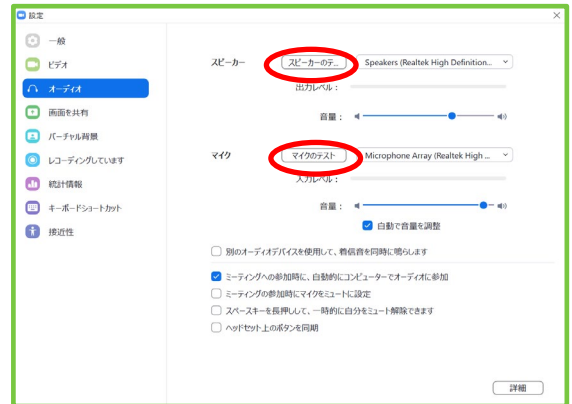 設定
一般
ビデオ
オーディオ
画面を共有
バーチャル背景
レコーディングしています
統計情報
キーボードショートカット
接近性
スピーカー
スピーカーのテ...
Speakers (Realtek High Definition...
出力レベル：
音量：
マイク
マイクのテスト
Microphone Array (Realtek High ...
入力レベル：
音量：
自動で音量を調整
別のオーディオデバイスを使用して、着信音を同時に鳴らします
ミーティングへの参加時に、自動的にコンピューターでオーディオに参加
ミーティングの参加時にマイクをミュートに設定
スペースキーを長押しして、一時的に自分をミュート解除できます
ヘッドセット上のボタンを同期
詳細